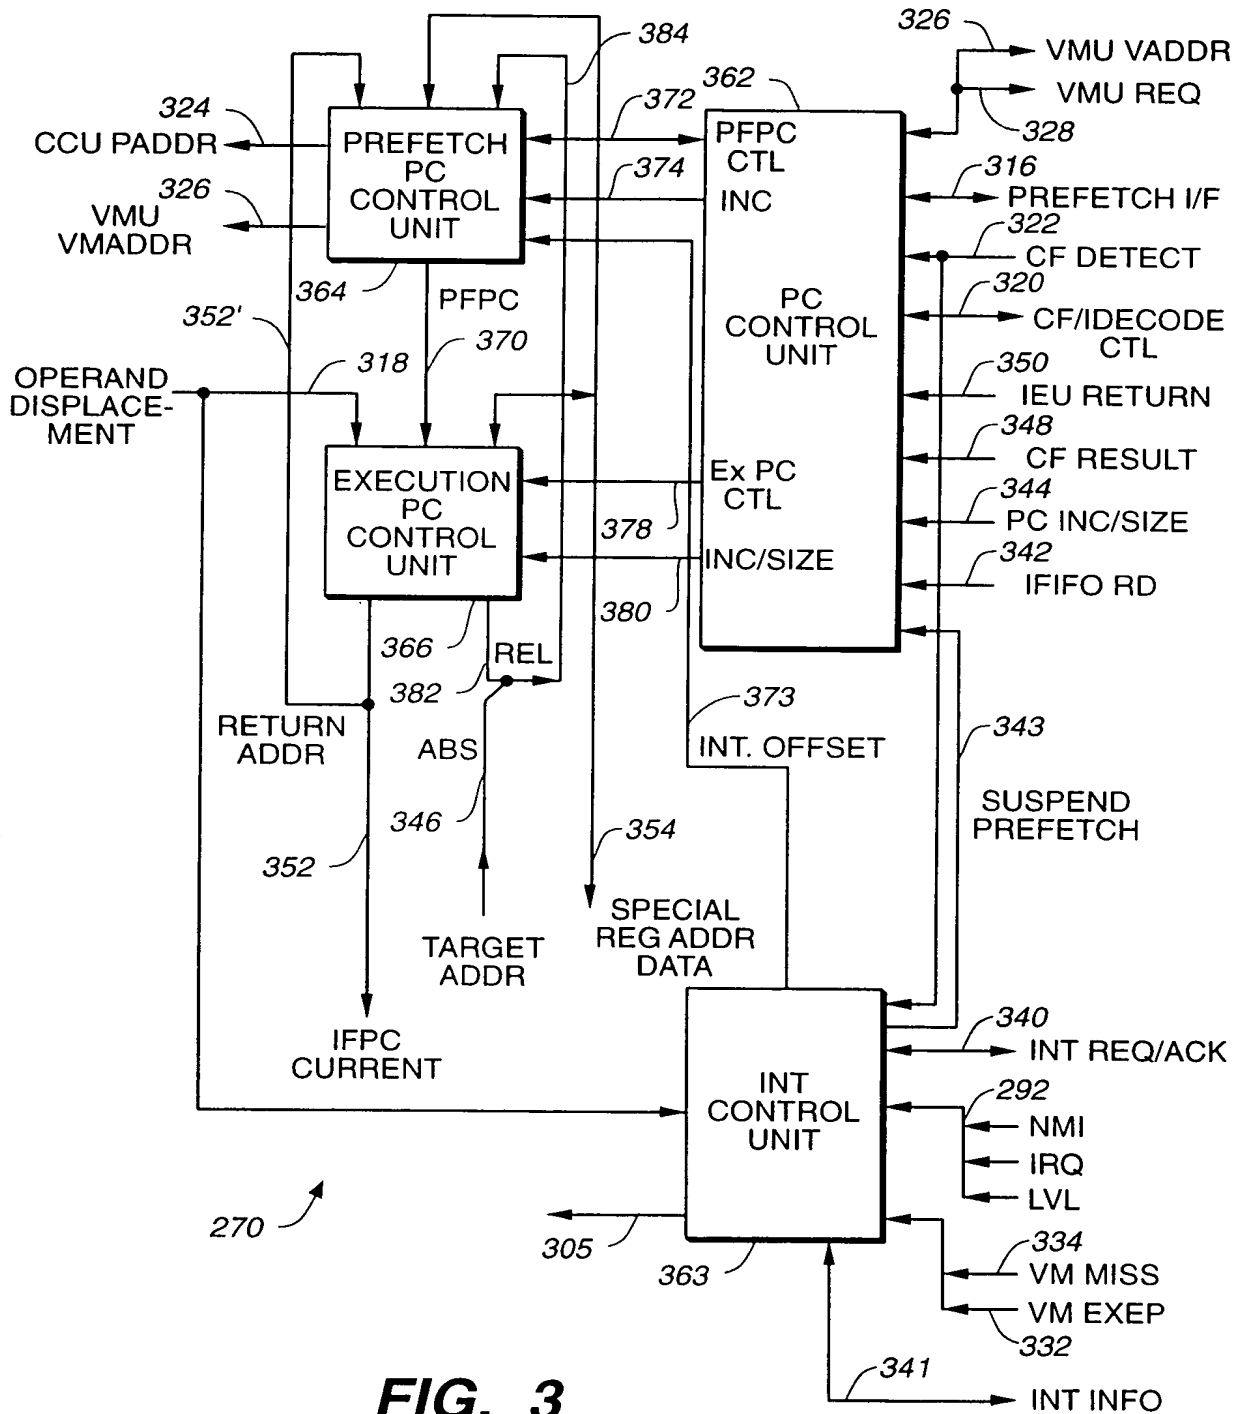 384
326
VMU VADDR
362
VMU REQ
324
372
328
CCU PADDR
PREFETCH
PC
CONTROL
UNIT
PFPC
CTL
374
316
326
INC
PREFETCH I/F
VMU
VMADDR
322
CF DETECT
364
PFPC
320
352'
PC
CONTROL
UNIT
CF/IDECODE
CTL
370
318
350
OPERAND
DISPLACE-
MENT
IEU RETURN
348
CF RESULT
EXECUTION
PC
CONTROL
UNIT
Ex PC
CTL
344
378
PC INC/SIZE
342
INC/SIZE
IFIFO RD
380
366
REL
382
373
RETURN
ADDR
ABS
INT. OFFSET
343
SUSPEND
PREFETCH
346
354
352
SPECIAL
REG ADDR
DATA
TARGET
ADDR
340
IFPC
CURRENT
INT REQ/ACK
INT
CONTROL
UNIT
292
NMI
IRQ
LVL
270
305
334
363
VM MISS
VM EXEP
332
341
INT INFO
FIG. 3